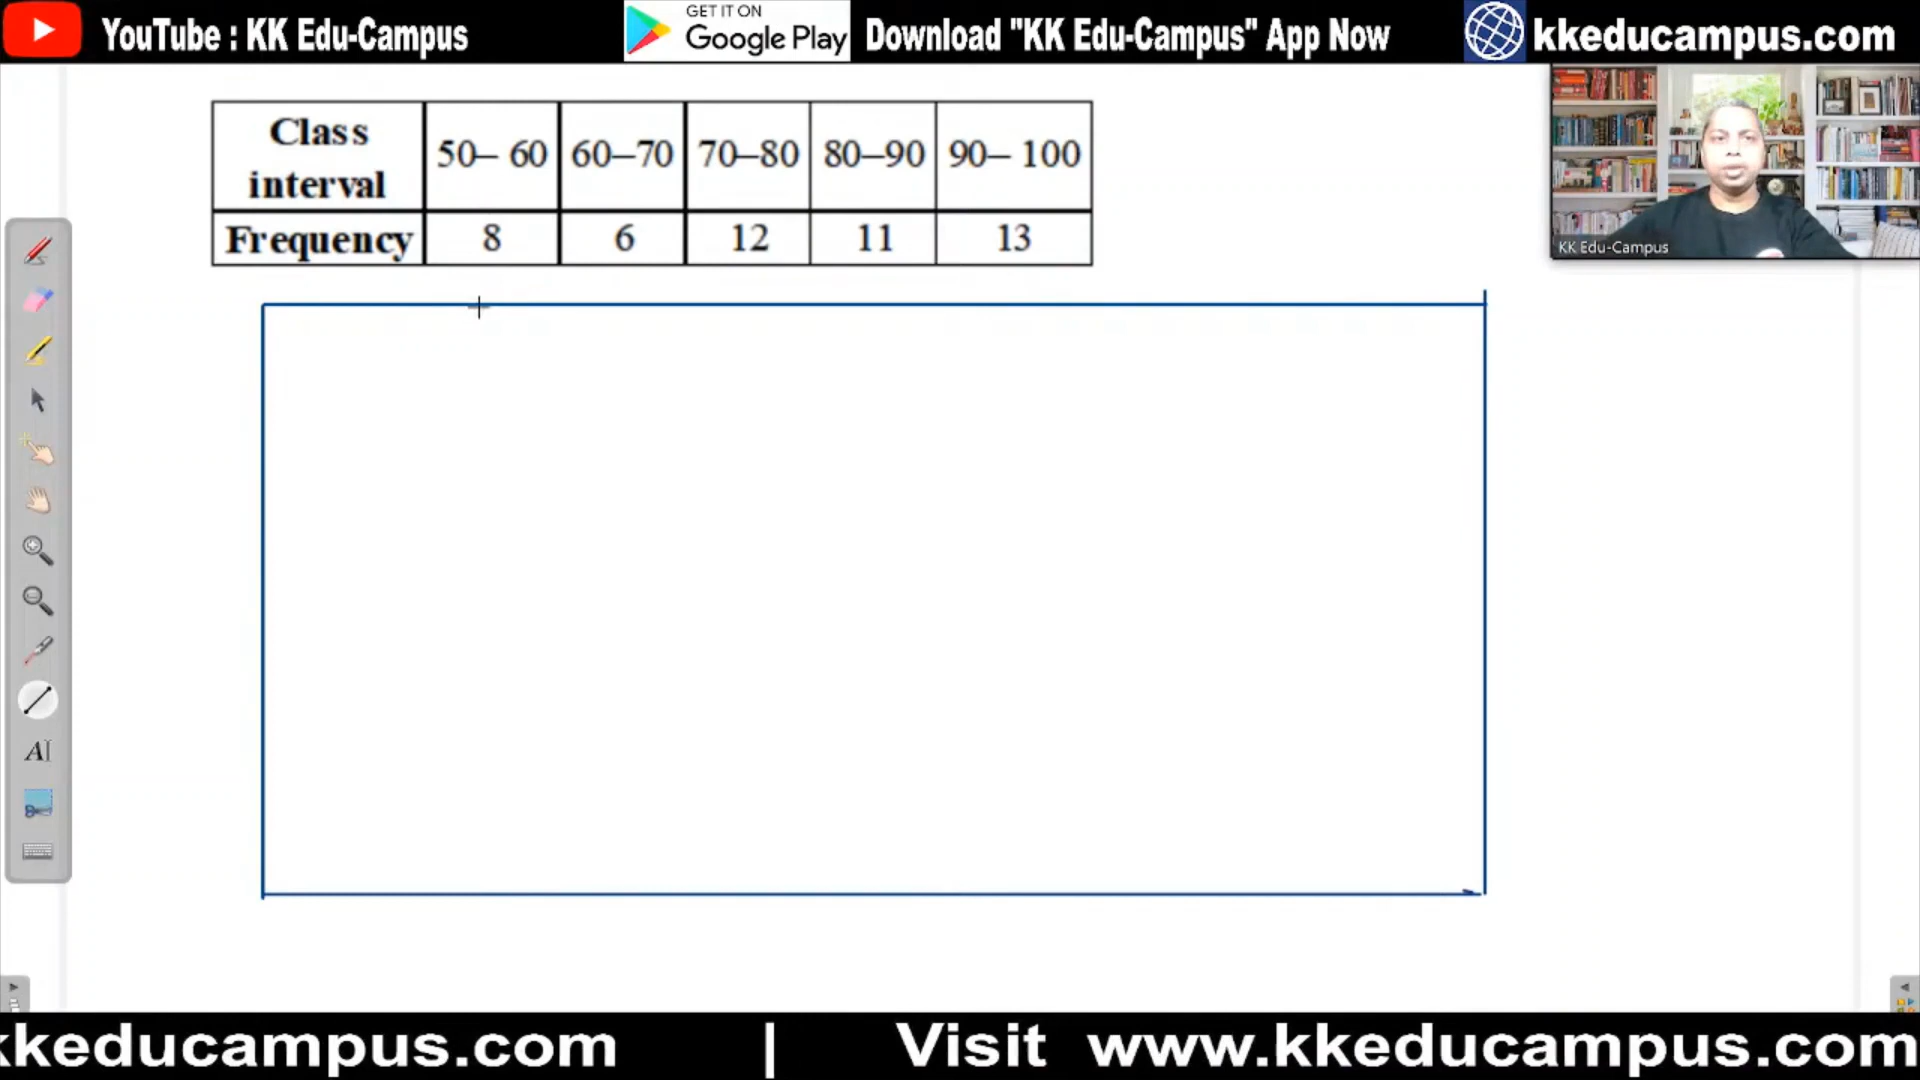 YouTube : KK Edu-Campus
GET IT ON
Google Play
Download "KK Edu-Campus" App Now
kkeducampus.com
Class interval 50– 60 60–70 70–80 80–90 90– 100
Frequency 8 6 12 11 13
KK Edu-Campus
AI
kkeducampus.com | Visit www.kkeducampus.com